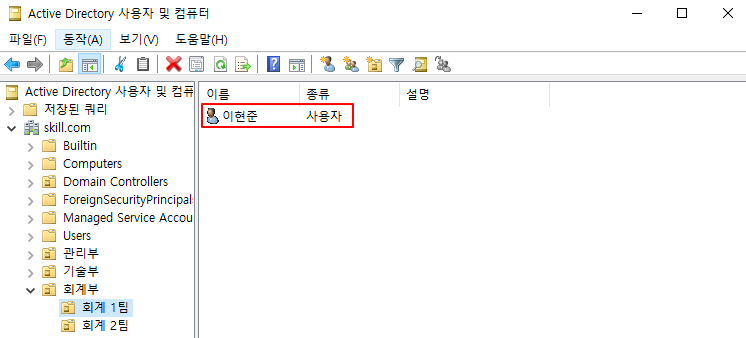 Active Directory 사용자 및 컴퓨터
파일(F) 동작(A) 보기(V) 도움말(H)
Active Directory 사용자 및 컴퓨
저장된 쿼리
skill.com
Builtin
Computers
Domain Controllers
ForeignSecurityPrincipals
Managed Service Accou
Users
관리부
기술부
회계부
회계 1팀
회계 2팀
이름 종류 설명
이현준 사용자